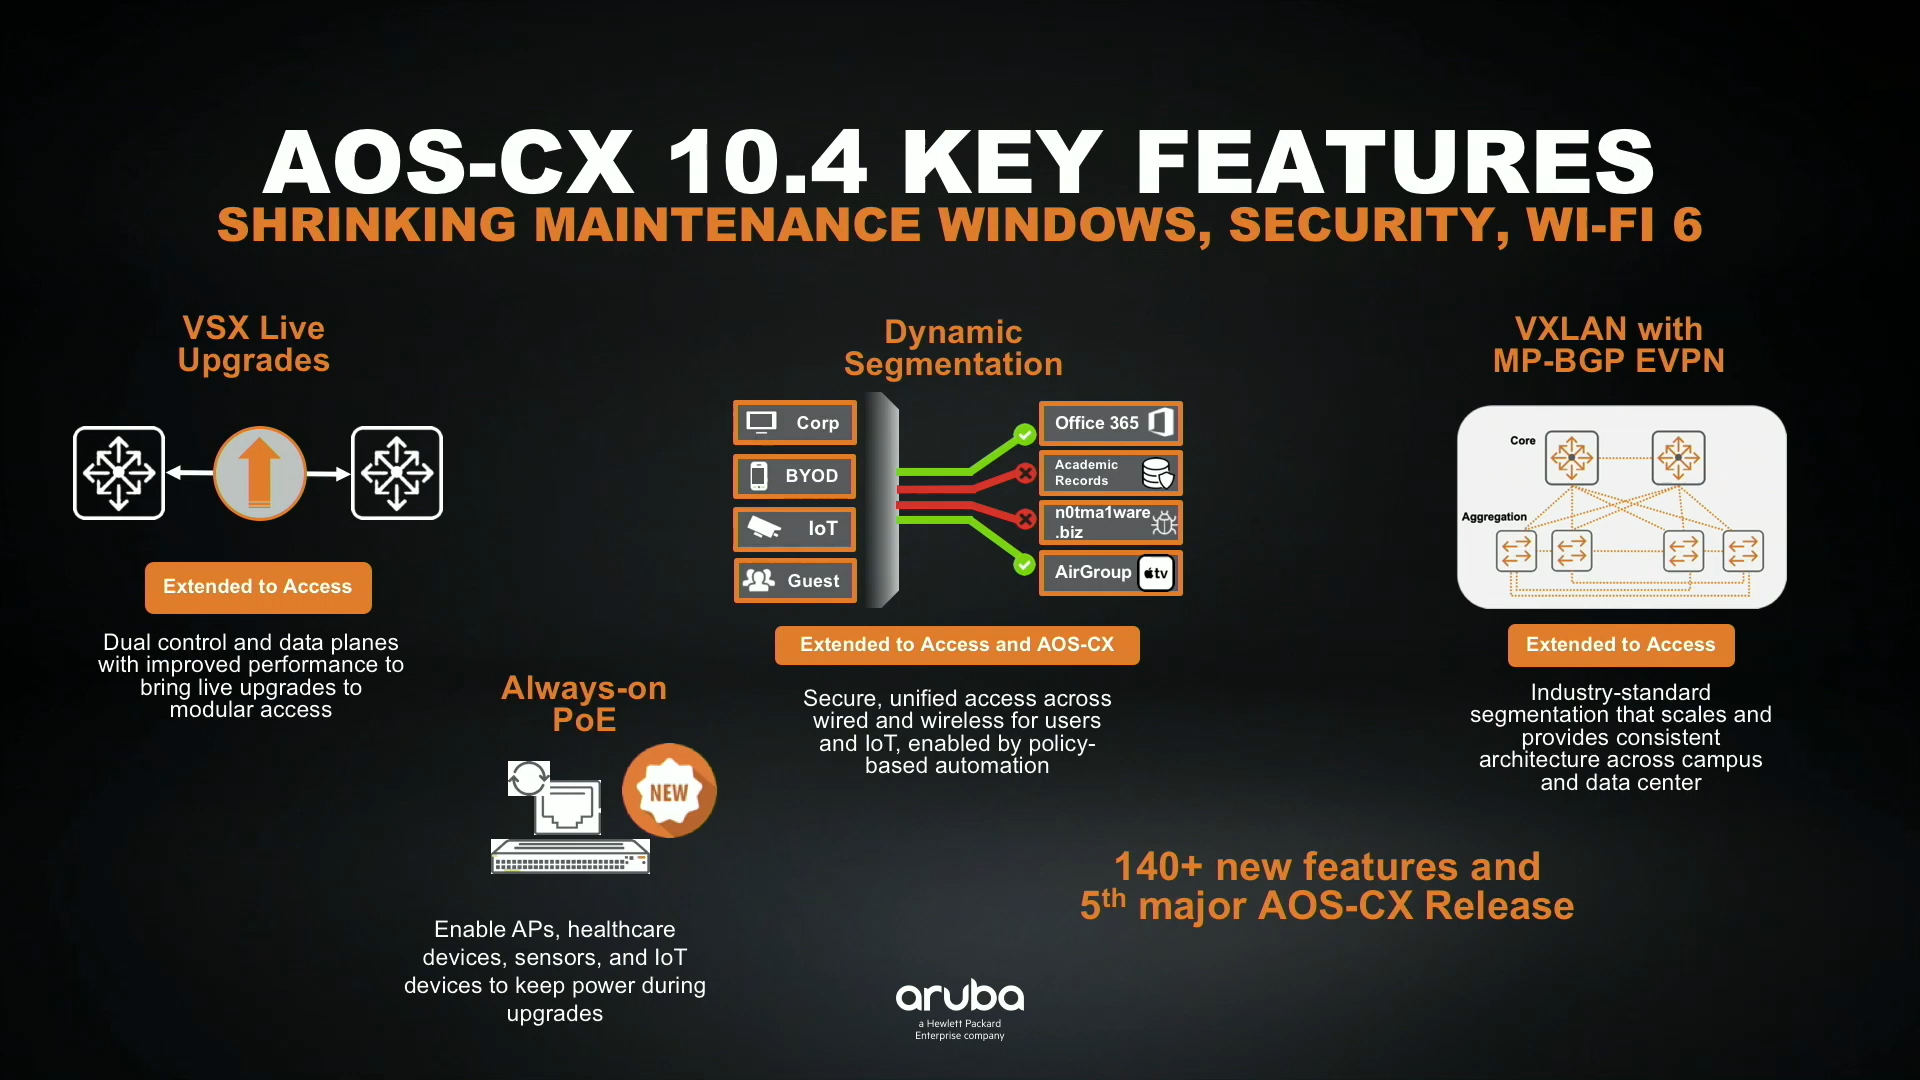 AOS-CX 10.4 KEY FEATURES
SHRINKING MAINTENANCE WINDOWS, SECURITY, WI-FI 6
VSX Live
Upgrades
Extended to Access
Dual control and data planes
with improved performance to
bring live upgrades to
modular access
Always-on
PoE
NEW
Enable APs, healthcare
devices, sensors, and IoT
devices to keep power during
upgrades
Dynamic
Segmentation
Corp
BYOD
IoT
Guest
Office 365
Academic
Records
n0tma1ware
.biz
AirGroup
tv
Extended to Access and AOS-CX
Secure, unified access across
wired and wireless for users
and IoT, enabled by policy-
based automation
VXLAN with
MP-BGP EVPN
Core
Aggregation
Extended to Access
Industry-standard
segmentation that scales and
provides consistent
architecture across campus
and data center
140+ new features and
5th major AOS-CX Release
aruba
a Hewlett Packard
Enterprise company